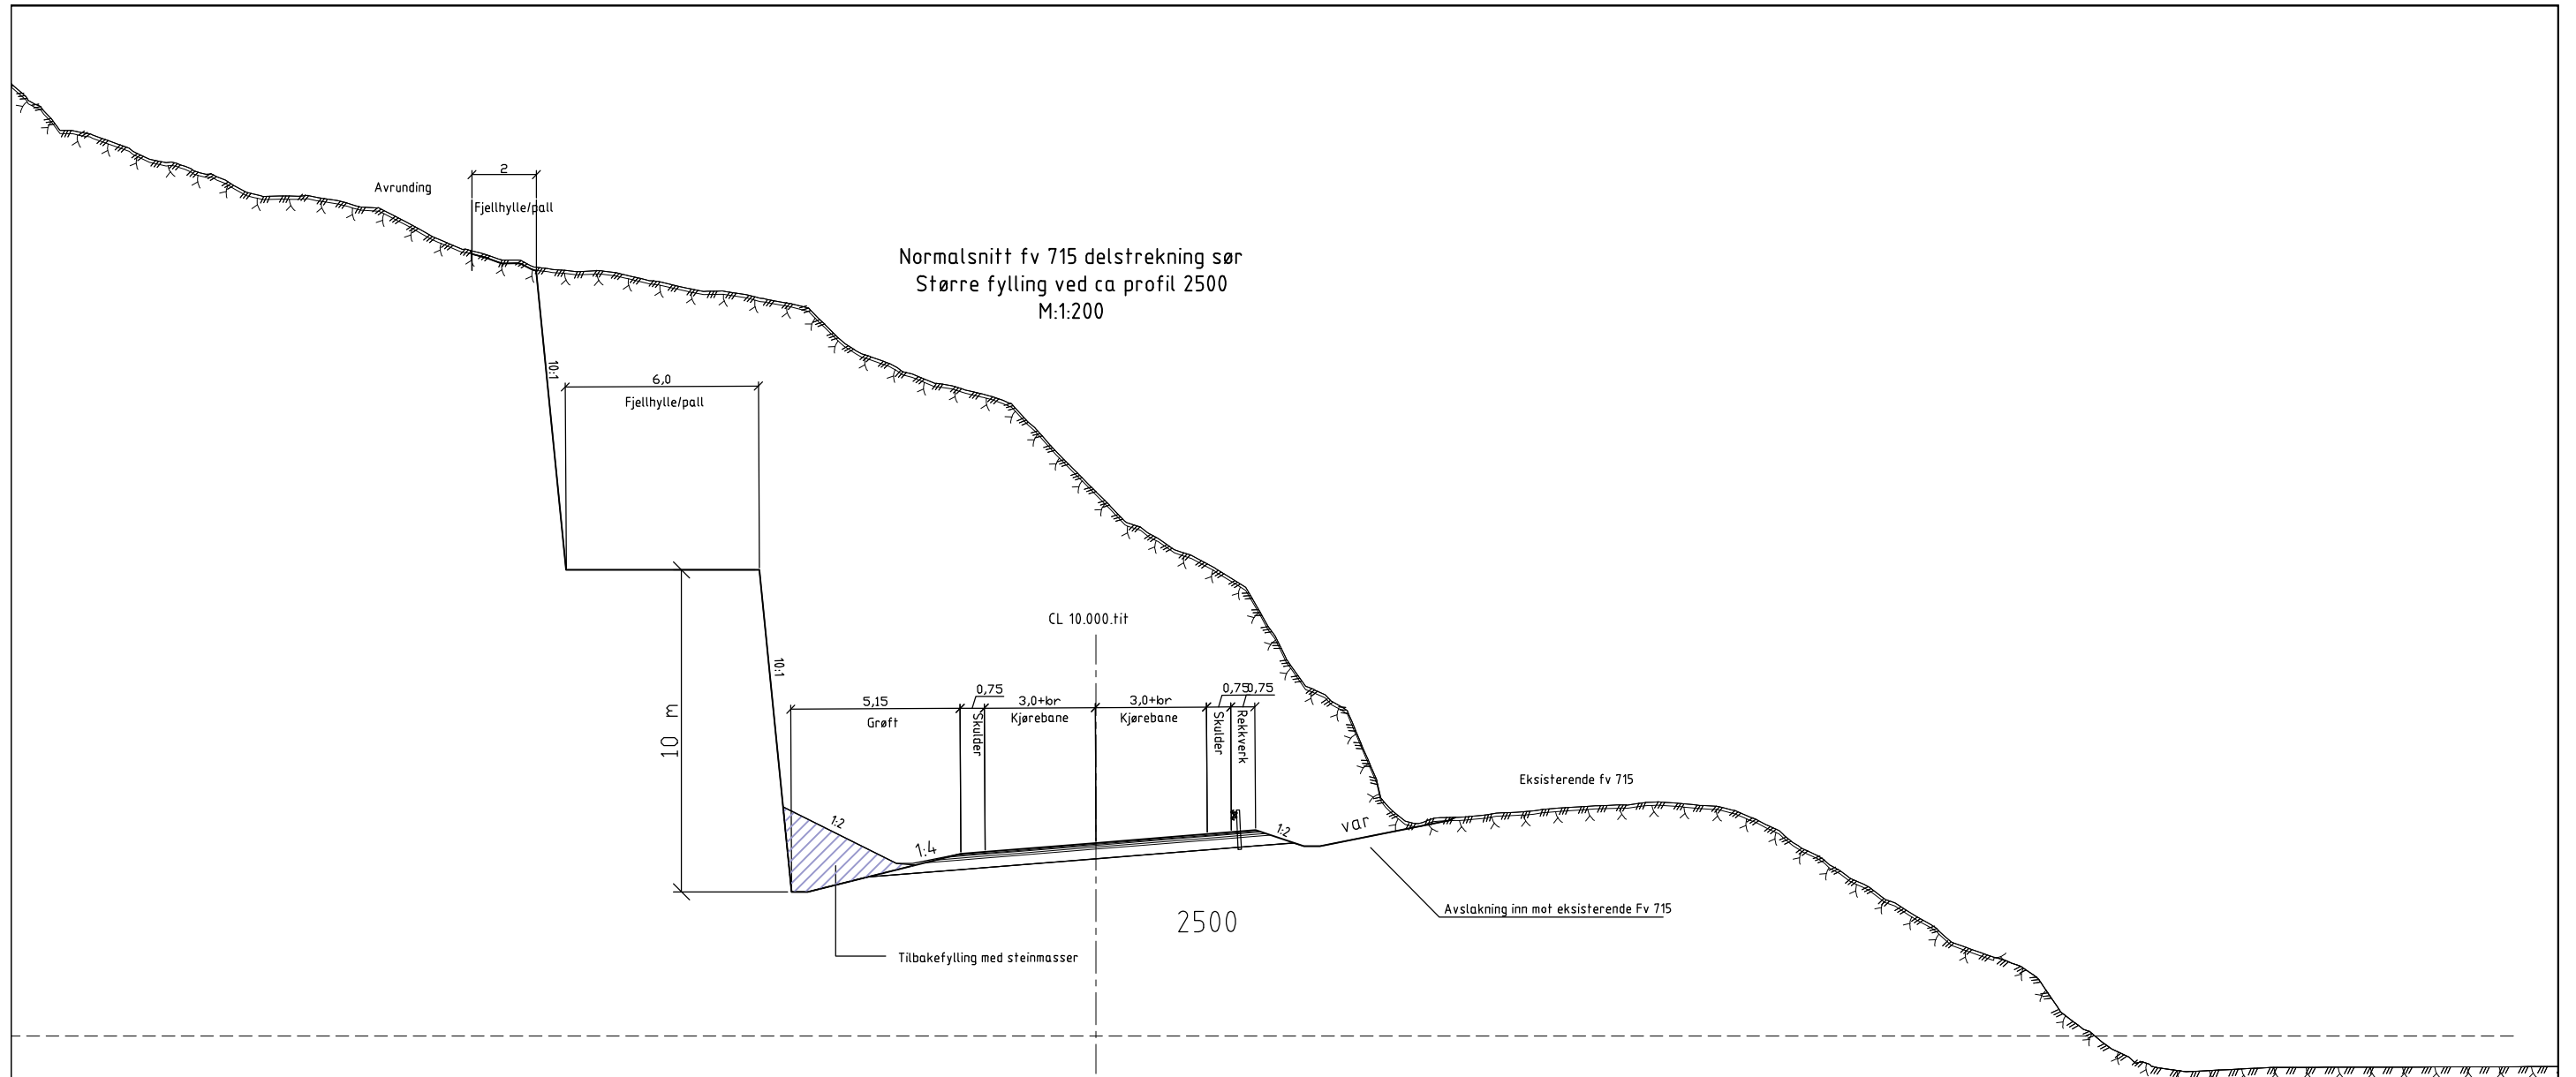 2
Avrunding
Fjellhylle/pall
Normalsnitt fv 715 delstrekning sør
Større fylling ved ca profil 2500
M:1:200
10:1
6,0
Fjellhylle/pall
CL 10.000.tit
10:1
10 m
5,15
Grøft
0,75
Skulder
3,0+br
Kjørebane
3,0+br
Kjørebane
0,75
Skulder
0,75
Rekkverk
1:2
1:4
1:2
var
Eksisterende fv 715
Avslakning inn mot eksisterende Fv 715
2500
Tilbakefylling med steinmasser